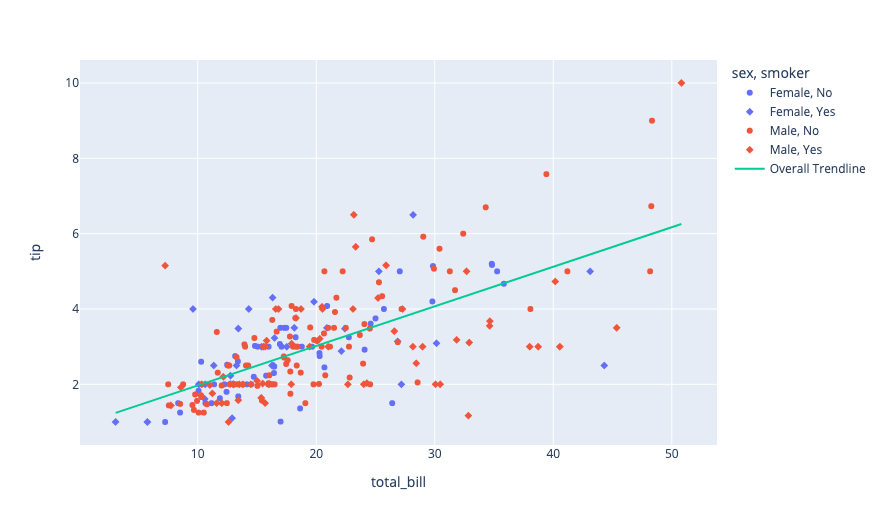 sex, smoker
Female, No
Female, Yes
Male, No
Male, Yes
Overall Trendline
10
8
6
4
2
tip
10
20
30
40
50
total_bill